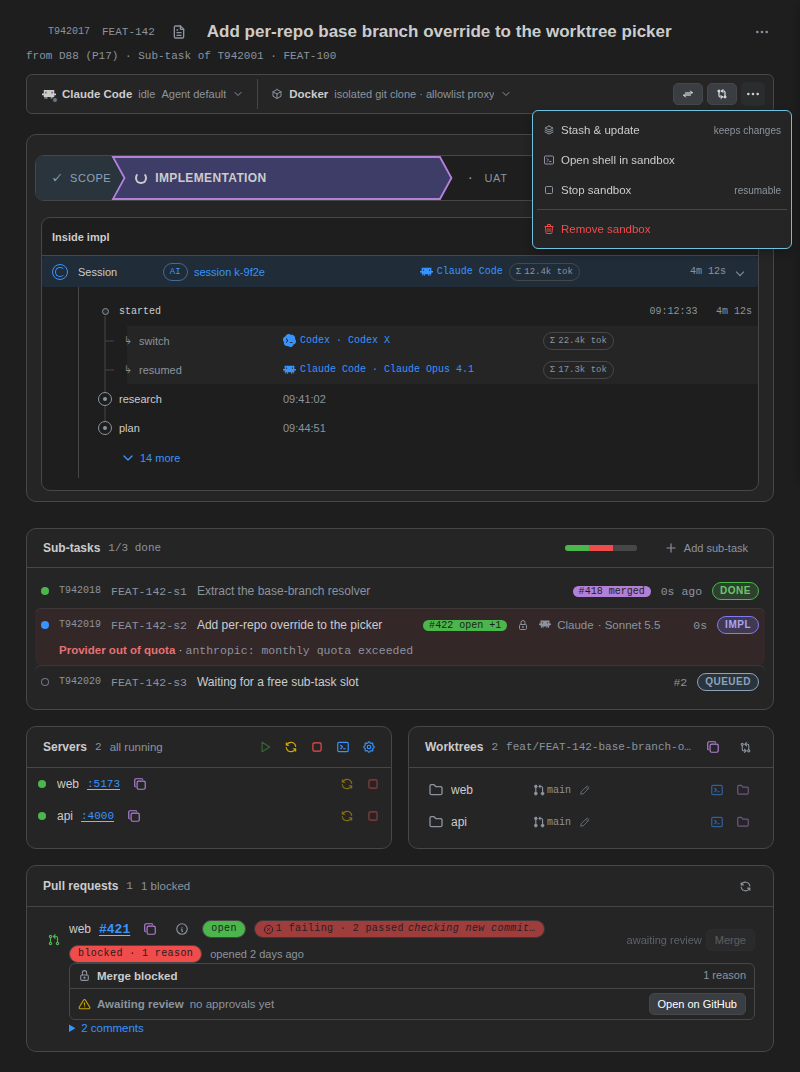 T942017 FEAT-142 Add per-repo base branch override to the worktree picker
from D88 (P17) · Sub-task of T942001 · FEAT-100
Claude Code idle Agent default Docker isolated git clone · allowlist proxy
Stash & update keeps changes
Open shell in sandbox
Stop sandbox resumable
Remove sandbox
SCOPE IMPLEMENTATION · UAT
Inside impl
Session AI session k-9f2e Claude Code Σ 12.4k tok 4m 12s
started 09:12:33 4m 12s
↳ switch Codex · Codex X Σ 22.4k tok
↳ resumed Claude Code · Claude Opus 4.1 Σ 17.3k tok
research 09:41:02
plan 09:44:51
14 more
Sub-tasks 1/3 done Add sub-task
T942018 FEAT-142-s1 Extract the base-branch resolver #418 merged 0s ago DONE
T942019 FEAT-142-s2 Add per-repo override to the picker #422 open +1 Claude · Sonnet 5.5 0s IMPL
Provider out of quota · anthropic: monthly quota exceeded
T942020 FEAT-142-s3 Waiting for a free sub-task slot #2 QUEUED
Servers 2 all running
web :5173
api :4000
Worktrees 2 feat/FEAT-142-base-branch-o…
web main
api main
Pull requests 1 1 blocked
web #421 open 1 failing · 2 passed checking new commit…
blocked · 1 reason opened 2 days ago awaiting review Merge
Merge blocked 1 reason
Awaiting review no approvals yet Open on GitHub
2 comments